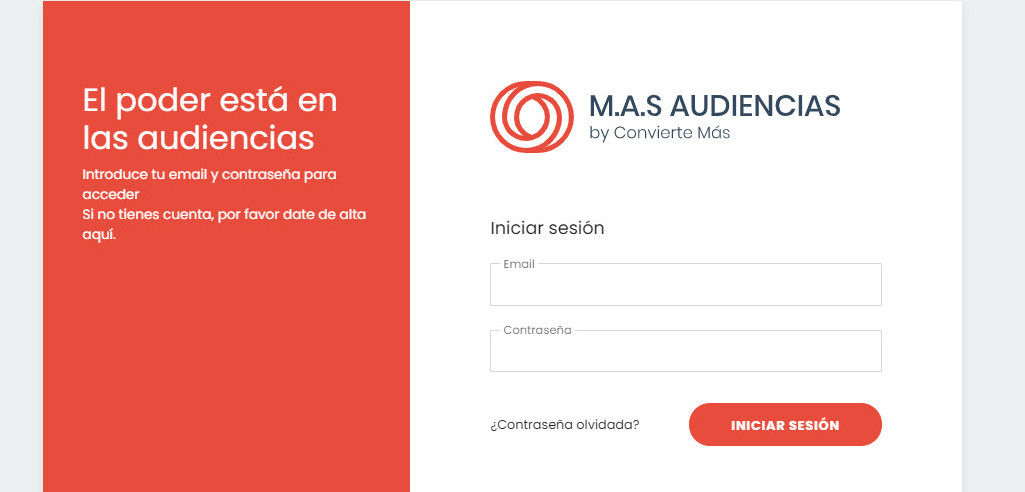 El poder está en
las audiencias
Introduce tu email y contraseña para
acceder
Si no tienes cuenta, por favor date de alta
aquí.
M.A.S AUDIENCIAS
by Convierte Más
Iniciar sesión
Email
Contraseña
¿Contraseña olvidada?
INICIAR SESIÓN